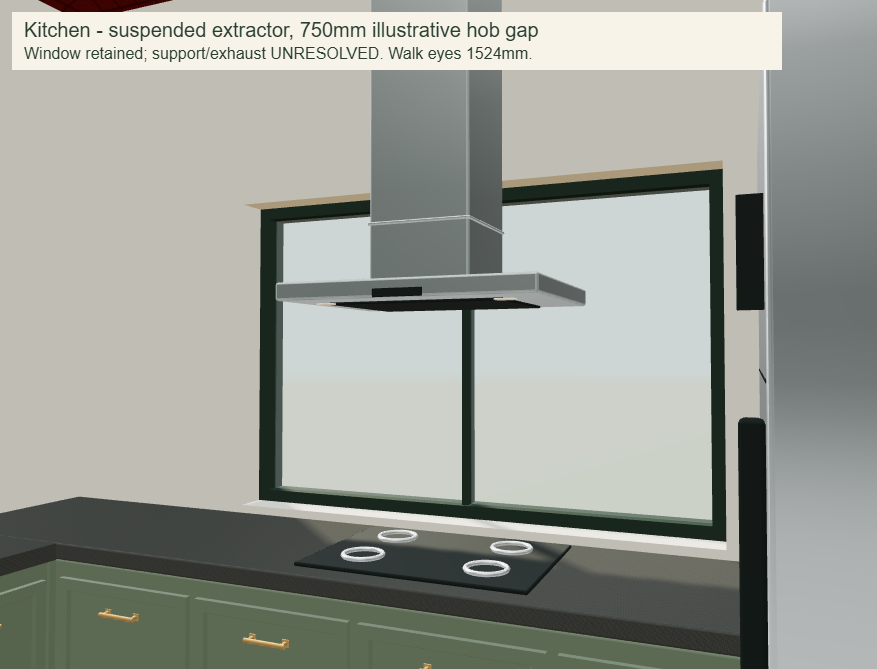 Kitchen - suspended extractor, 750mm illustrative hob gap
Window retained; support/exhaust UNRESOLVED. Walk eyes 1524mm.